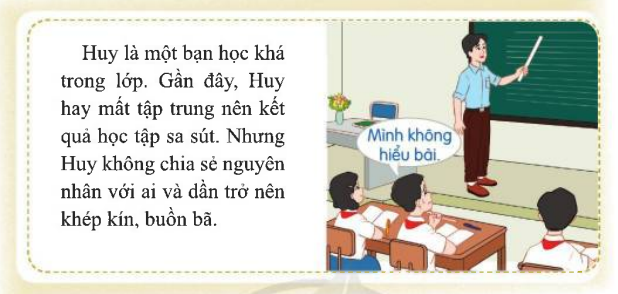 Huy là một bạn học khá
trong lớp. Gần đây, Huy
hay mất tập trung nên kết
quả học tập sa sút. Nhưng
Huy không chia sẻ nguyên
nhân với ai và dần trở nên
khép kín, buồn bã.
Mình không
hiểu bài.